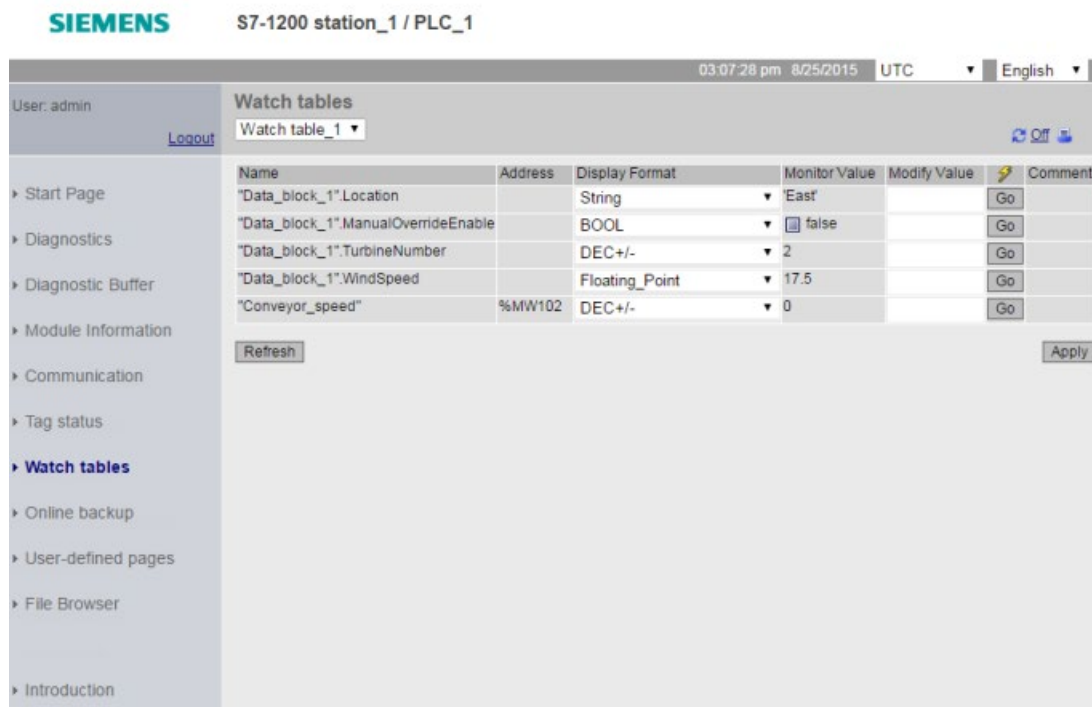 SIEMENS S7-1200 station_1 / PLC_1
03:07:28 pm 8/25/2015 UTC English
User: admin
Logout
Start Page
Diagnostics
Diagnostic Buffer
Module Information
Communication
Tag status
Watch tables
Online backup
User-defined pages
File Browser
Introduction
Watch tables
Watch table_1
Off
Name Address Display Format Monitor Value Modify Value Comment
"Data_block_1".Location String 'East' Go
"Data_block_1".ManualOverrideEnable BOOL false Go
"Data_block_1".TurbineNumber DEC+/- 2 Go
"Data_block_1".WindSpeed Floating_Point 17.5 Go
"Conveyor_speed" %MW102 DEC+/- 0 Go
Refresh Apply